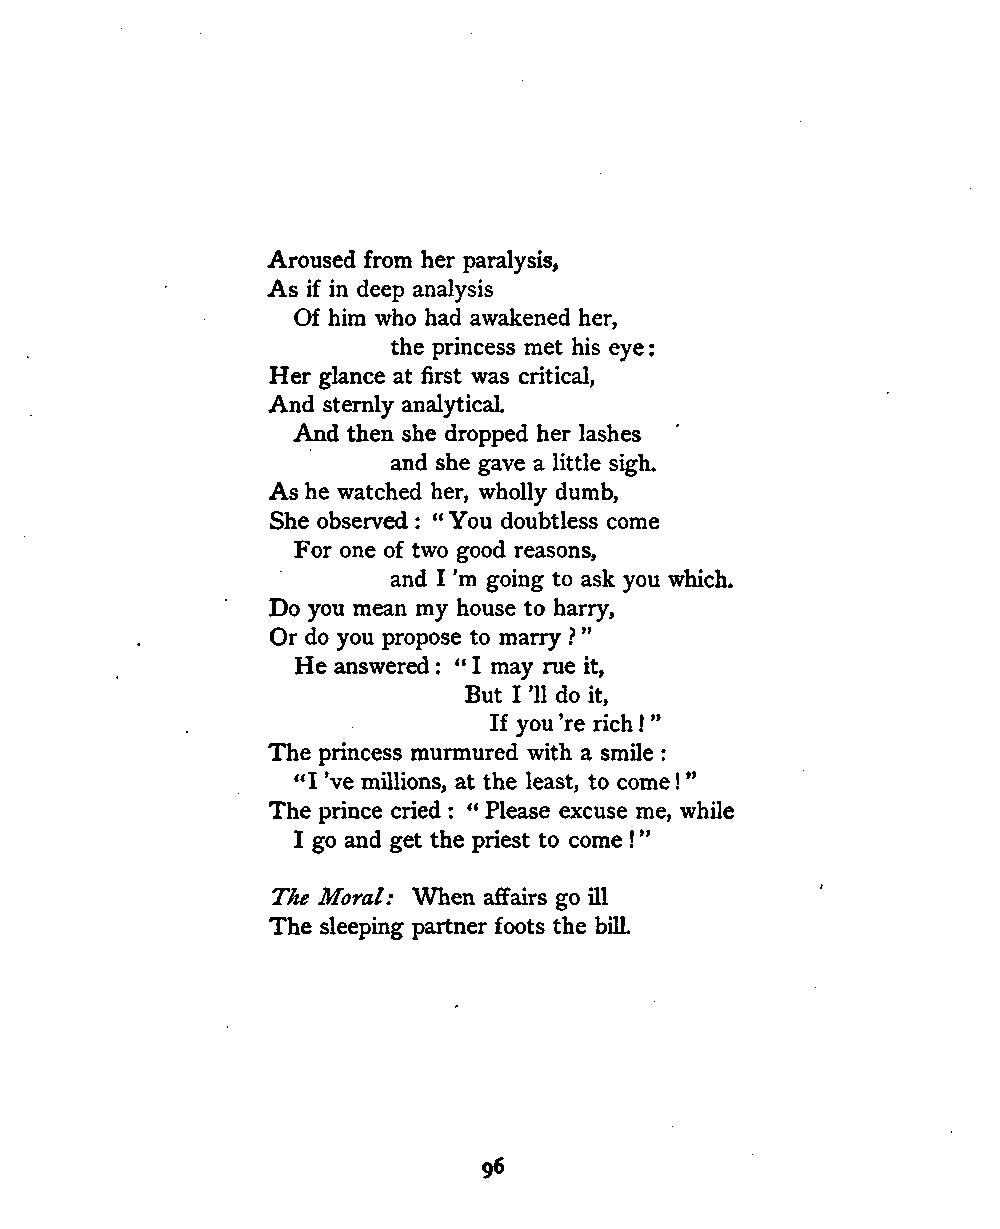 Aroused from her paralysis,
As if in deep analysis
Of him who had awakened her,
the princess met his eye:
Her glance at first was critical,
And sternly analytical.
And then she dropped her lashes
and she gave a little sigh.
As he watched her, wholly dumb,
She observed : “ You doubtless come
For one of two good reasons,
and I 'm going to ask you which.
Do you mean my house to harry,
Or do you propose to marry ? ”
He answered : “ I may rue it,
But I 'll do it,
If you 're rich ! ”
The princess murmured with a smile :
“I 've millions, at the least, to come ! ”
The prince cried : “ Please excuse me, while
I go and get the priest to come ! ”
The Moral : When affairs go ill
The sleeping partner foots the bill.
96